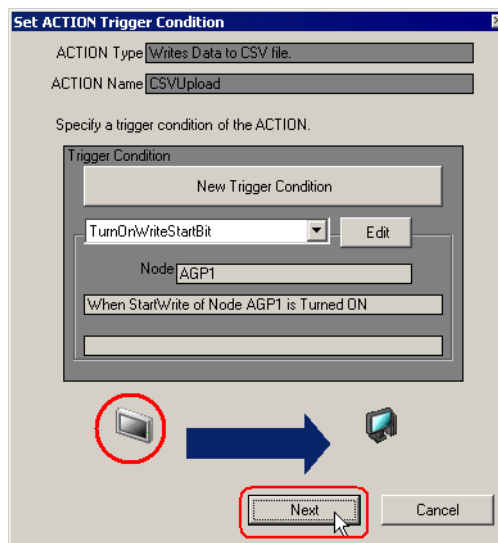 Set ACTION Trigger Condition
ACTION Type Writes Data to CSV file.
ACTION Name CSVUpload
Specify a trigger condition of the ACTION.
Trigger Condition
New Trigger Condition
TurnOnWriteStartBit Edit
Node AGP1
When StartWrite of Node AGP1 is Turned ON
Next Cancel